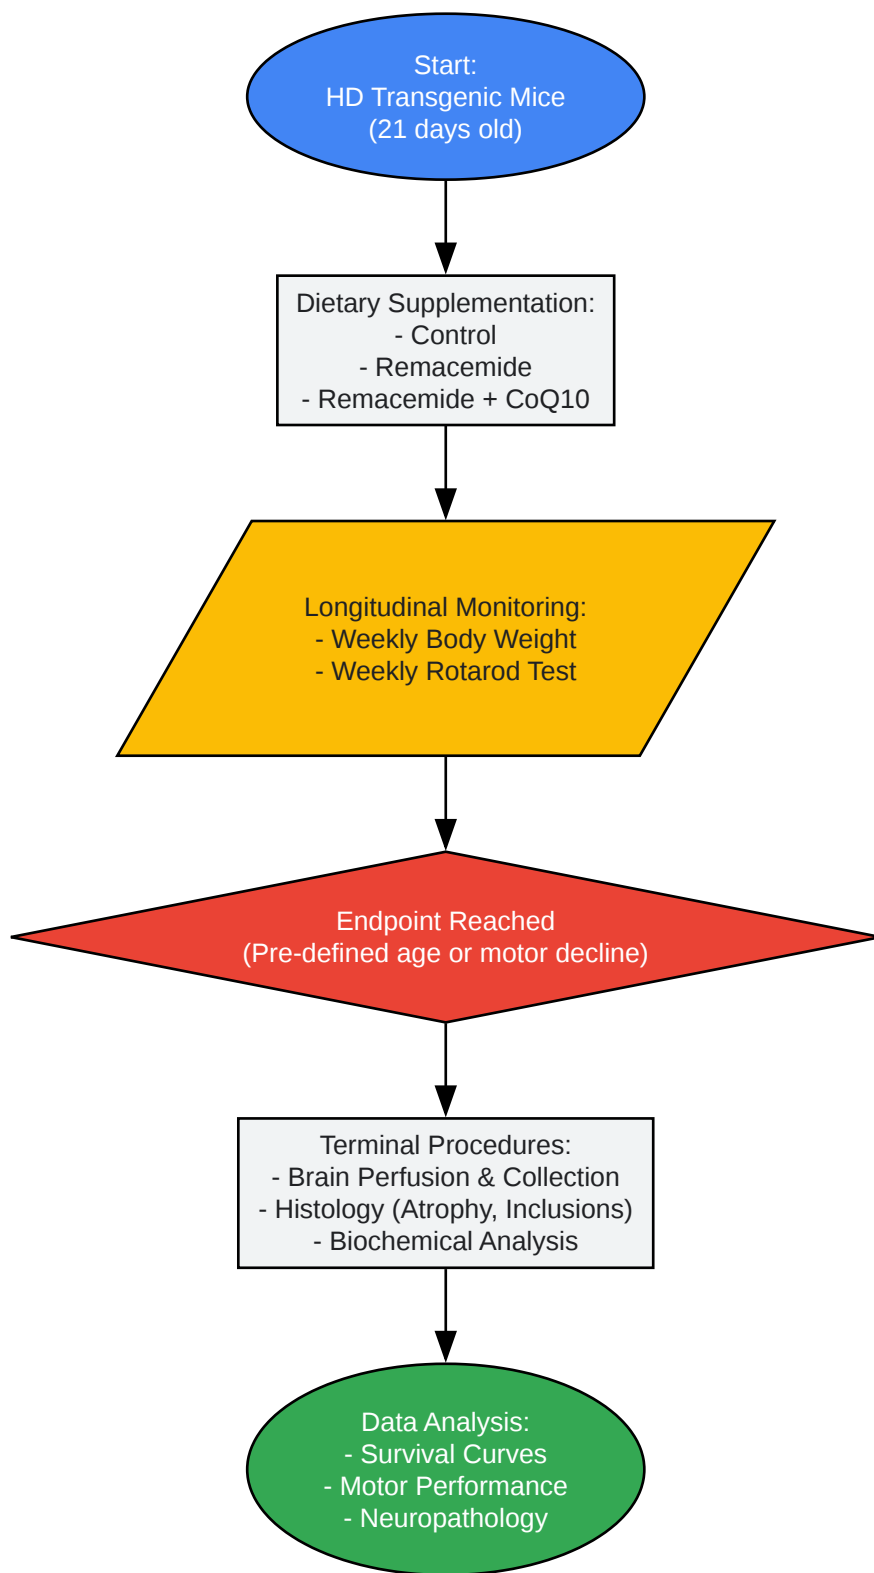 Start:
HD Transgenic Mice
(21 days old)
Dietary Supplementation:
- Control
- Remacemide
- Remacemide + CoQ10
Longitudinal Monitoring:
- Weekly Body Weight
- Weekly Rotarod Test
Endpoint Reached
(Pre-defined age or motor decline)
Terminal Procedures:
- Brain Perfusion & Collection
- Histology (Atrophy, Inclusions)
- Biochemical Analysis
Data Analysis:
- Survival Curves
- Motor Performance
- Neuropathology